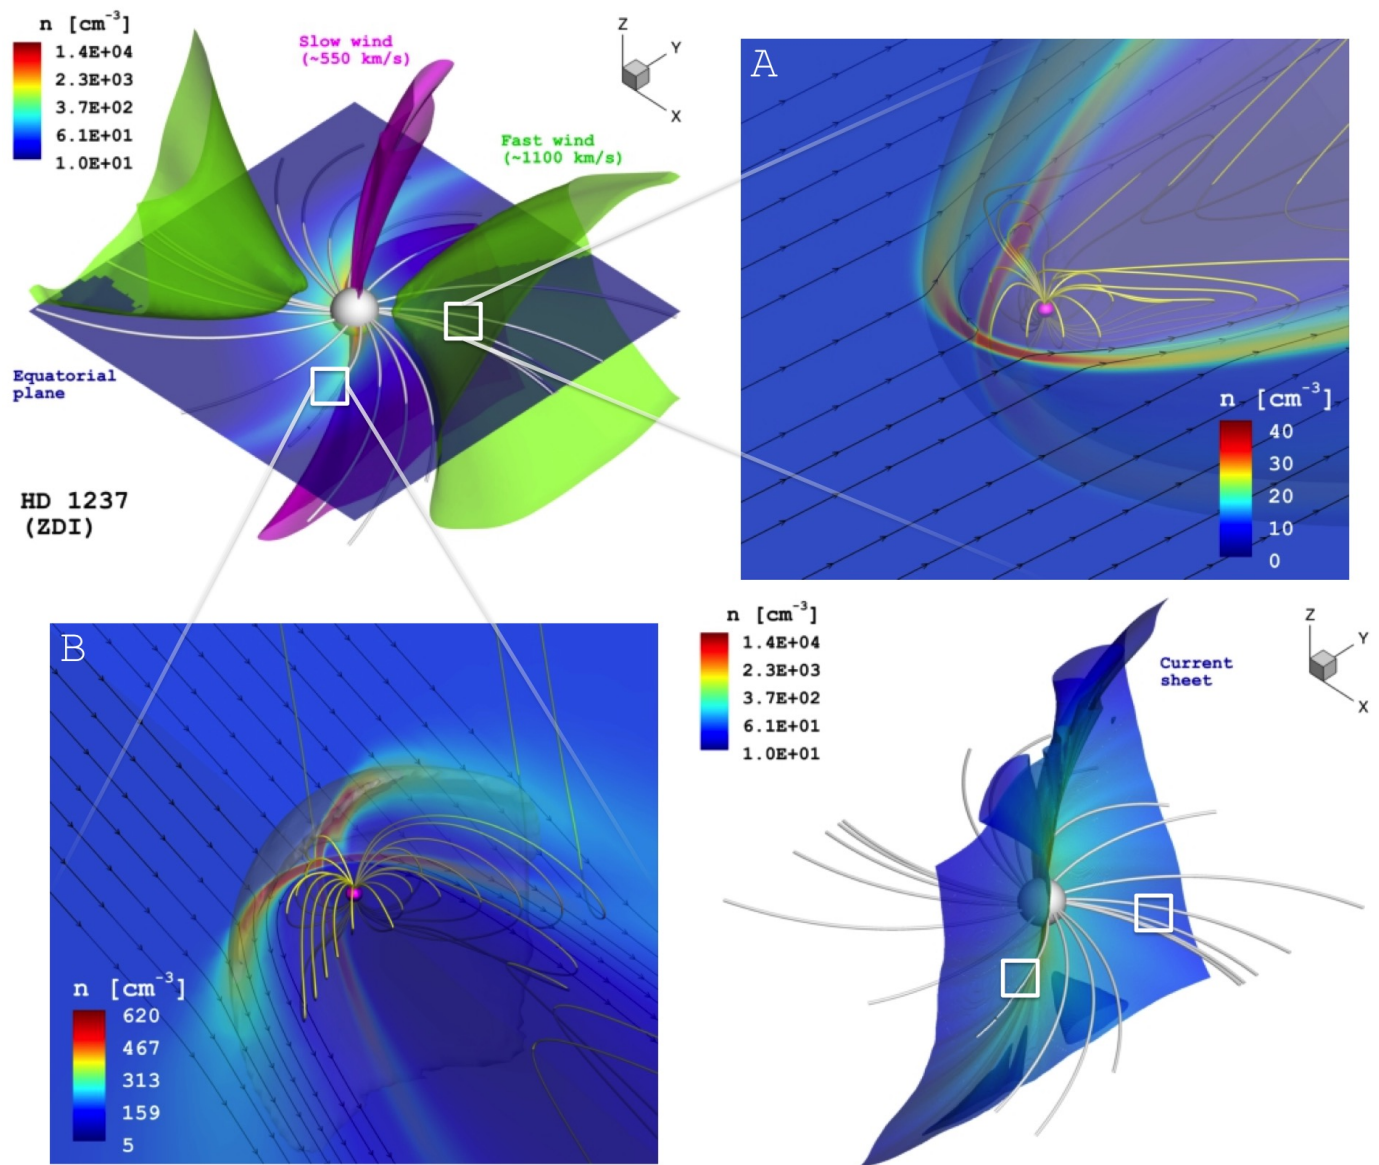 n [cm⁻³]
1.4E+04
2.3E+03
3.7E+02
6.1E+01
1.0E+01
Slow wind
(~550 km/s)
Z
Y
X
Fast wind
(~1100 km/s)
Equatorial
plane
HD 1237
(ZDI)
A
n [cm⁻³]
40
30
20
10
0
B
n [cm⁻³]
620
467
313
159
5
n [cm⁻³]
1.4E+04
2.3E+03
3.7E+02
6.1E+01
1.0E+01
Current
sheet
Z
Y
X